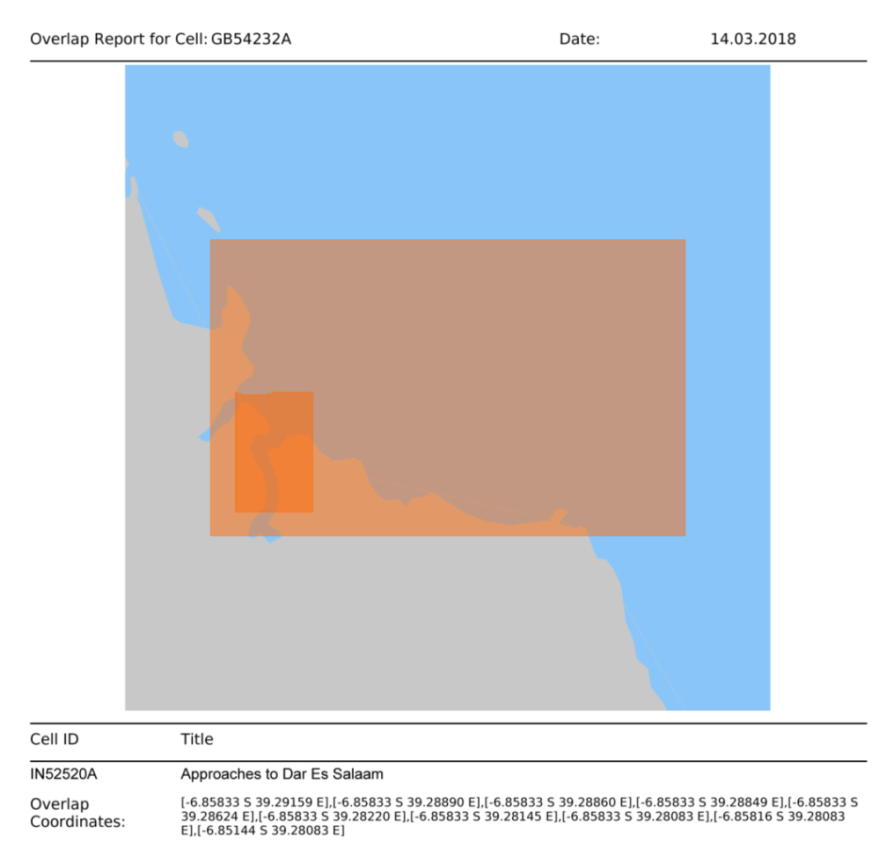 Overlap Report for Cell: GB54232A Date: 14.03.2018
Cell ID Title
IN52520A Approaches to Dar Es Salaam
Overlap Coordinates: [-6.85833 S 39.29159 E],[-6.85833 S 39.28890 E],[-6.85833 S 39.28860 E],[-6.85833 S 39.28849 E],[-6.85833 S
39.28624 E],[-6.85833 S 39.28220 E],[-6.85833 S 39.28145 E],[-6.85833 S 39.28083 E],[-6.85816 S 39.28083
E],[-6.85144 S 39.28083 E]